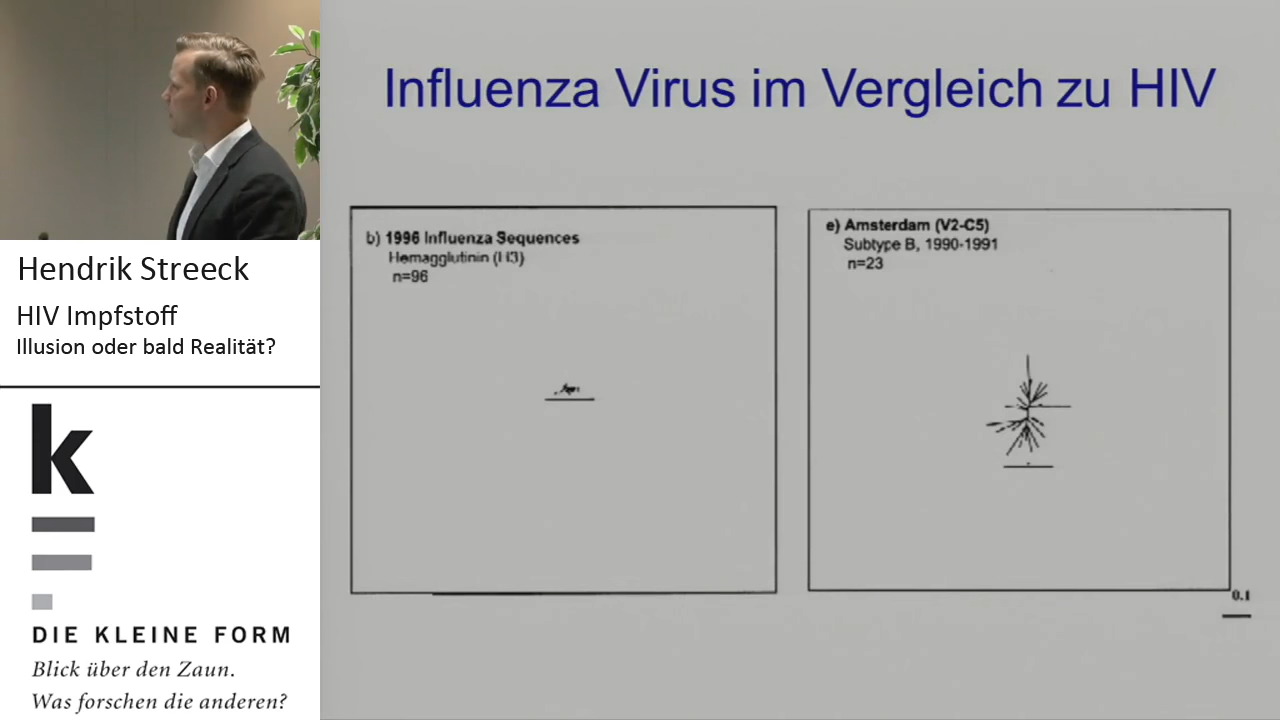 Hendrik Streeck
HIV Impfstoff
Illusion oder bald Realität?
k
DIE KLEINE FORM
Blick über den Zaun.
Was forschen die anderen?
Influenza Virus im Vergleich zu HIV
b) 1996 Influenza Sequences
Hemagglutinin (H3)
n=96
e) Amsterdam (V2-C5)
Subtype B, 1990-1991
n=23
0.1